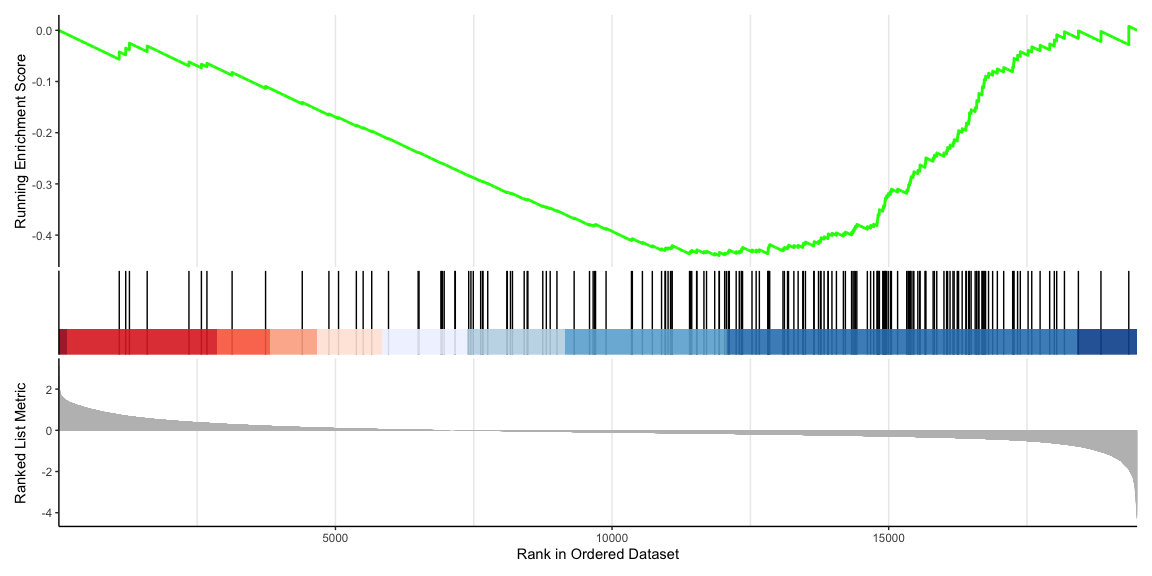 Running Enrichment Score
0.0
-0.1
-0.2
-0.3
-0.4
Ranked List Metric
2
0
-2
-4
5000 10000 15000
Rank in Ordered Dataset